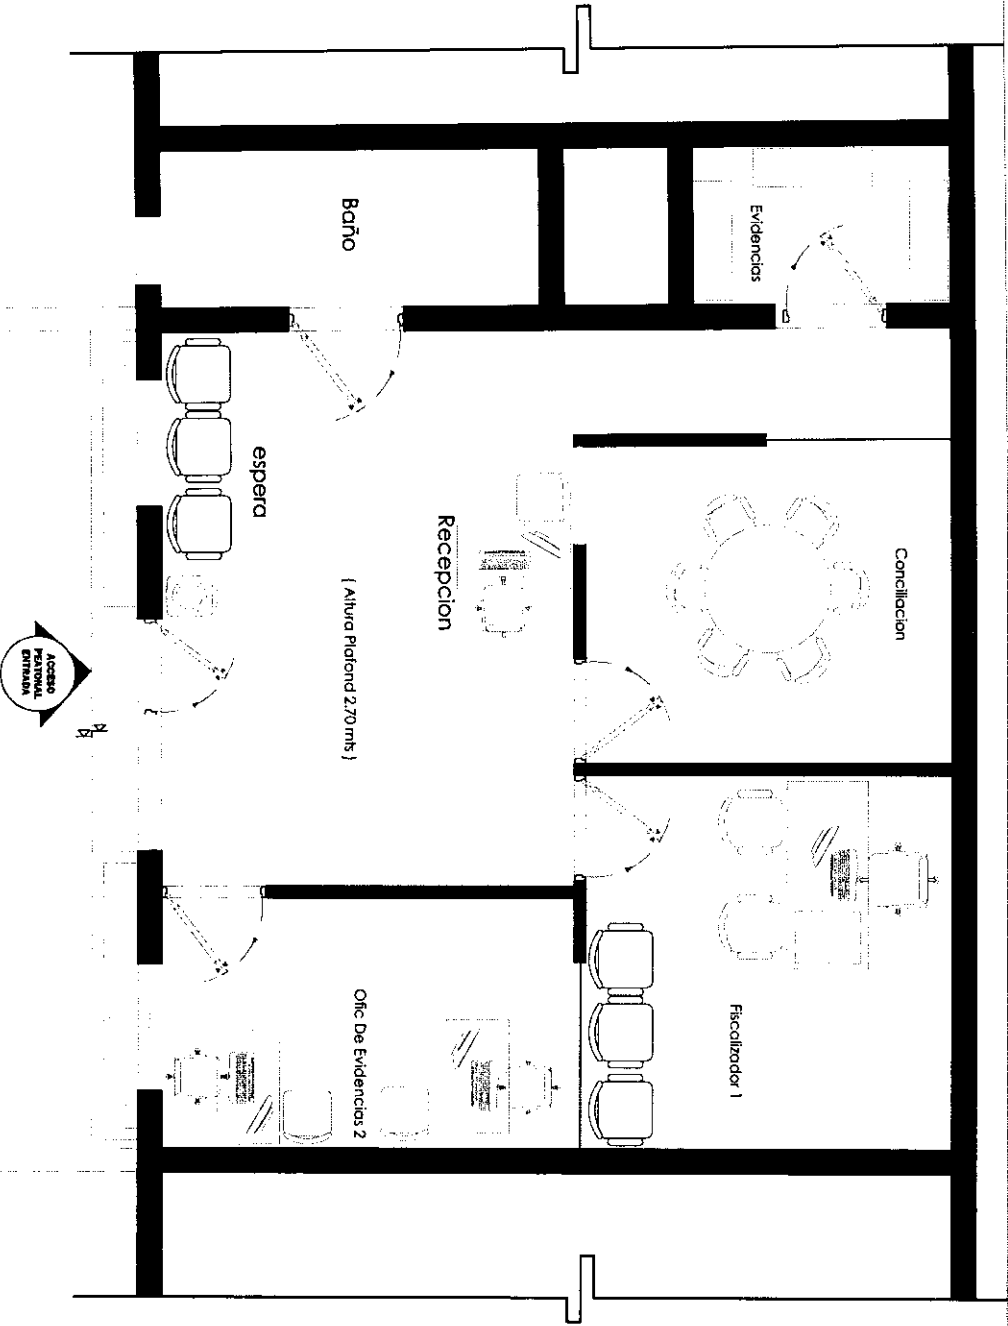 Evidencias
Baño
Conciliacion
espera
Recepcion
( Altura Plafond 2.70 mts )
ACCESO
PEATONAL
ENTRADA
Fiscalizador 1
Ofic De Evidencias 2